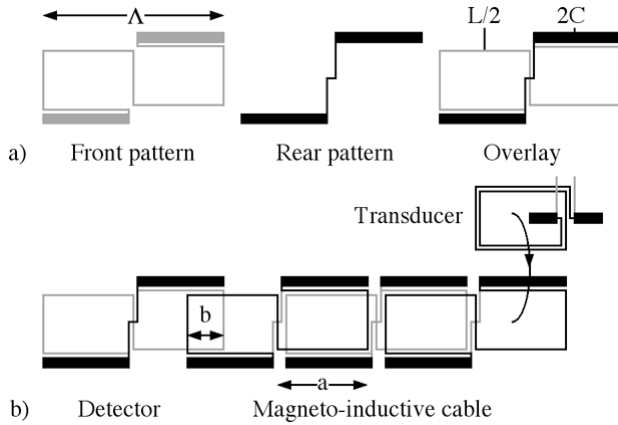 Λ
L/2 2C
a) Front pattern Rear pattern Overlay
Transducer
b
a
b) Detector Magneto-inductive cable